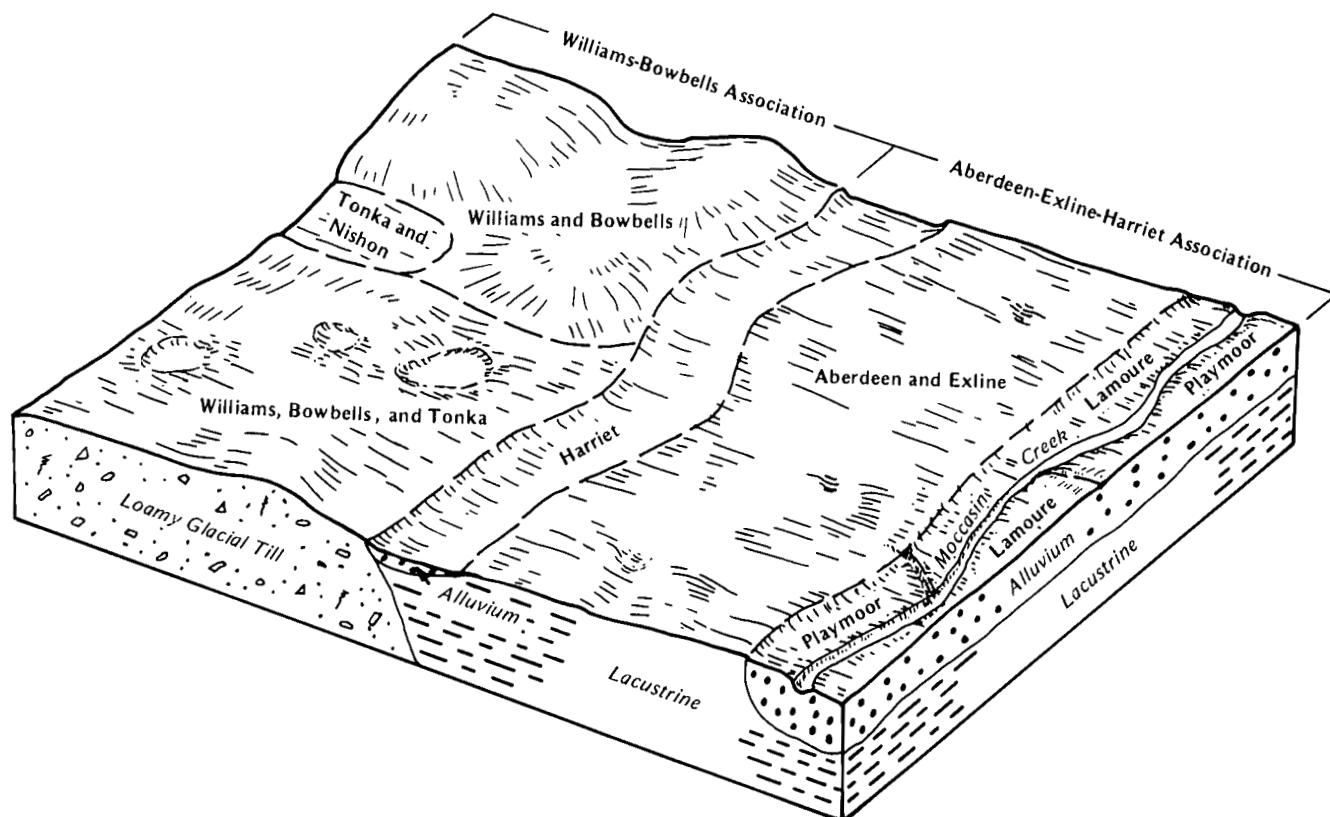 Williams-Bowbells Association
Aberdeen-Exline-Harriet Association
Tonka and
Nishon
Williams and Bowbells
Williams, Bowbells, and Tonka
Harriet
Aberdeen and Exline
Lamoure
Playmoor
Moccasin Creek
Lamoure
Playmoor
Loamy Glacial Till
Alluvium
Lacustrine
Alluvium
Lacustrine